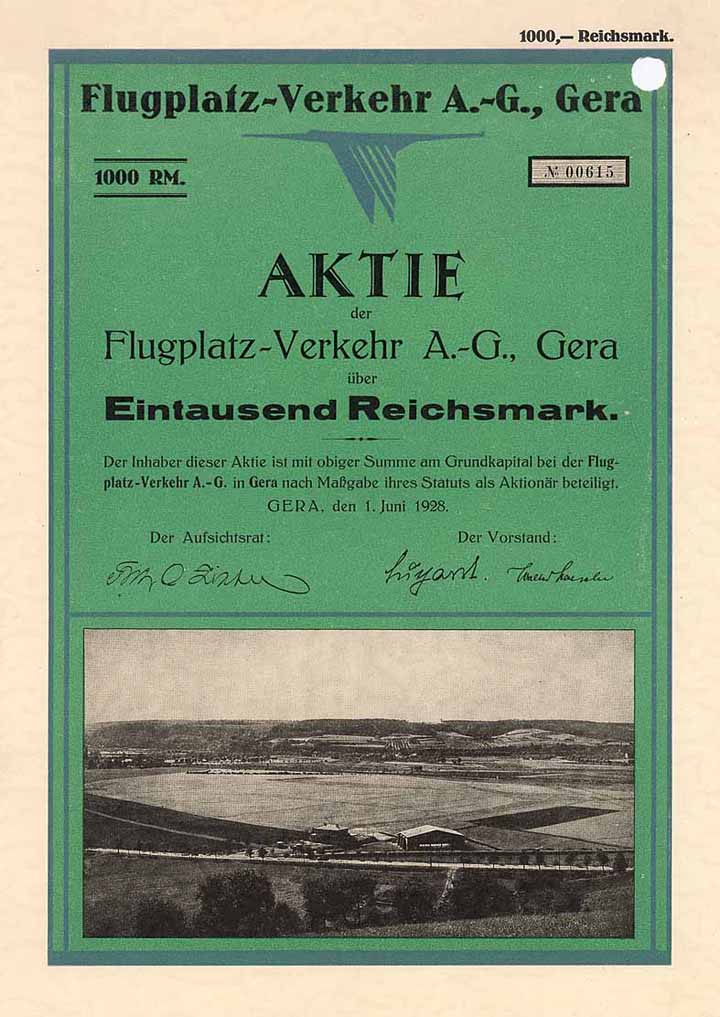 1000,— Reichsmark.
Flugplatz-Verkehr A.-G., Gera
1000 RM.
№ 00615
AKTIE
der
Flugplatz-Verkehr A.-G., Gera
über
Eintausend Reichsmark.
Der Inhaber dieser Aktie ist mit obiger Summe am Grundkapital bei der Flug-
platz-Verkehr A.-G. in Gera nach Maßgabe ihres Statuts als Aktionär beteiligt.
GERA, den 1. Juni 1928.
Der Aufsichtsrat:
Der Vorstand: